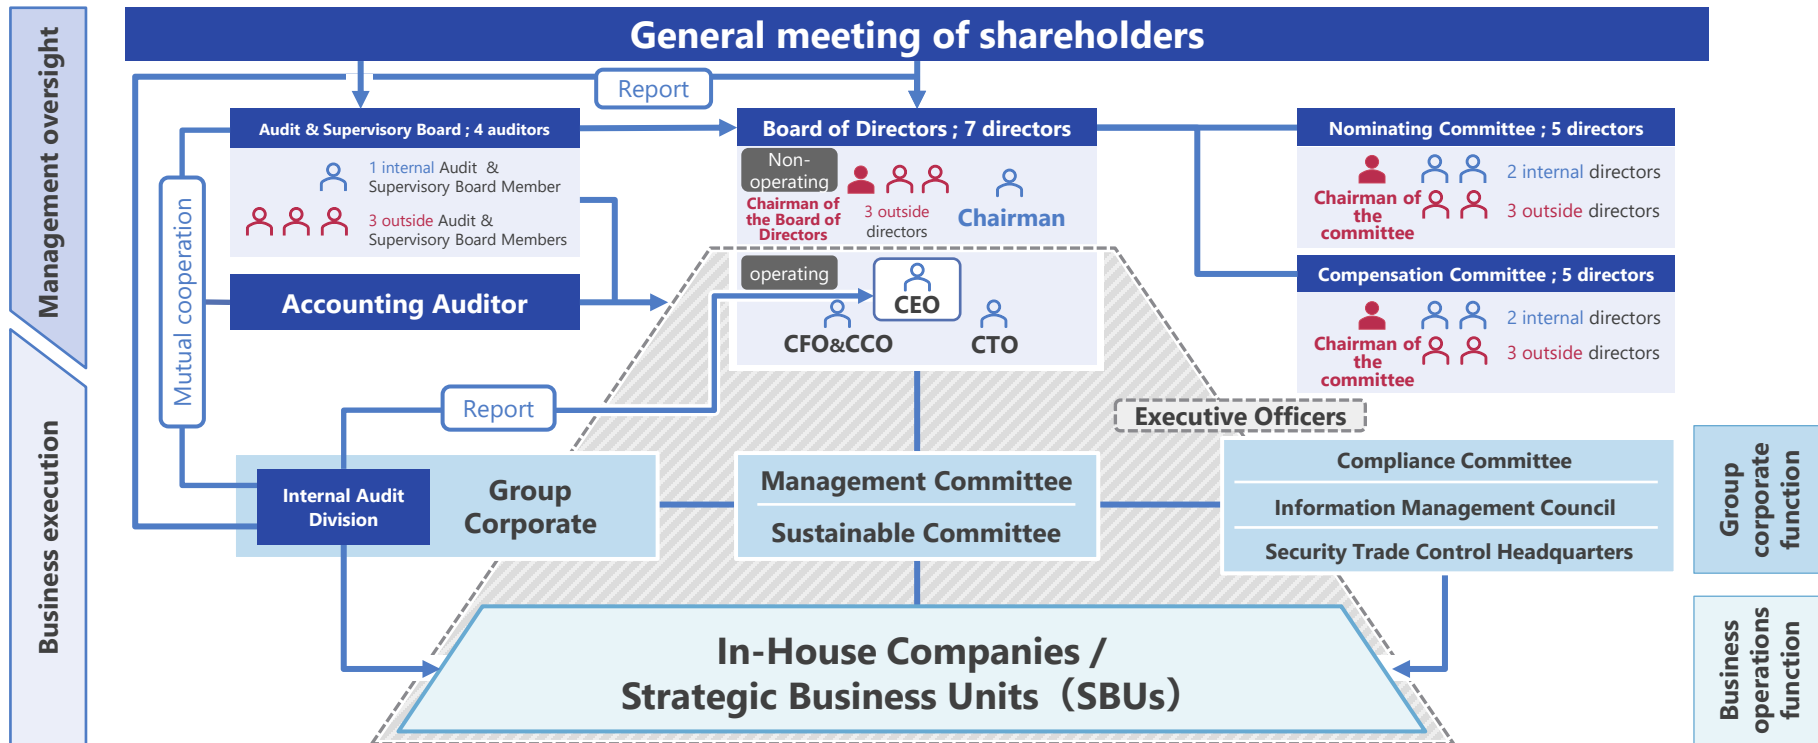 General meeting of shareholders
Management oversight
Business execution
Report
Mutual cooperation
Audit & Supervisory Board ; 4 auditors
1 internal Audit &
Supervisory Board Member
3 outside Audit &
Supervisory Board Members
Accounting Auditor
Board of Directors ; 7 directors
Non-
operating
Chairman of
the Board of
Directors
3 outside
directors
Chairman
operating
CEO
CFO&CCO
CTO
Nominating Committee ; 5 directors
Chairman of
the
committee
2 internal directors
3 outside directors
Compensation Committee ; 5 directors
Chairman of
the
committee
2 internal directors
3 outside directors
Report
Executive Officers
Internal Audit
Division
Group
Corporate
Management Committee
Sustainable Committee
Compliance Committee
Information Management Council
Security Trade Control Headquarters
Group
corporate
function
In-House Companies /
Strategic Business Units（SBUs）
Business
operations
function